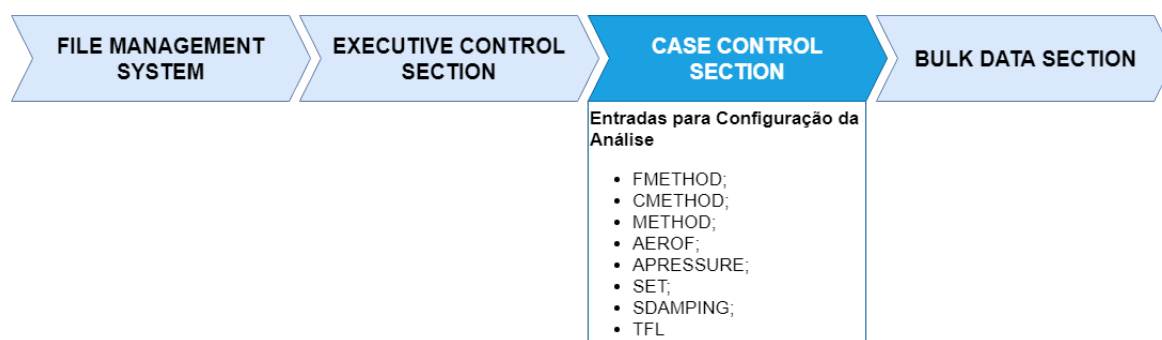 FILE MANAGEMENT
SYSTEM
EXECUTIVE CONTROL
SECTION
CASE CONTROL
SECTION
BULK DATA SECTION
Entradas para Configuração da
Análise
• FMETHOD;
• CMETHOD;
• METHOD;
• AEROF;
• APRESSURE;
• SET;
• SDAMPING;
• TFL